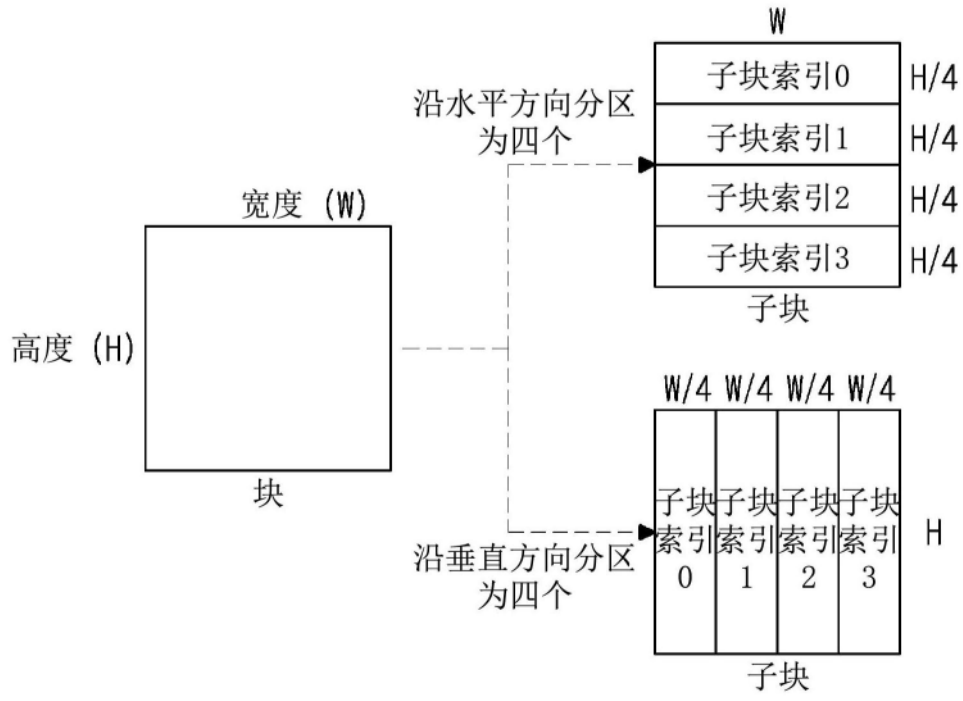 W
子块索引0
H/4
子块索引1
H/4
子块索引2
H/4
子块索引3
H/4
子块
沿水平方向分区
为四个
宽度 (W)
高度 (H)
块
W/4 W/4 W/4 W/4
子块 子块 子块 子块
索引 索引 索引 索引
0 1 2 3
H
子块
沿垂直方向分区
为四个